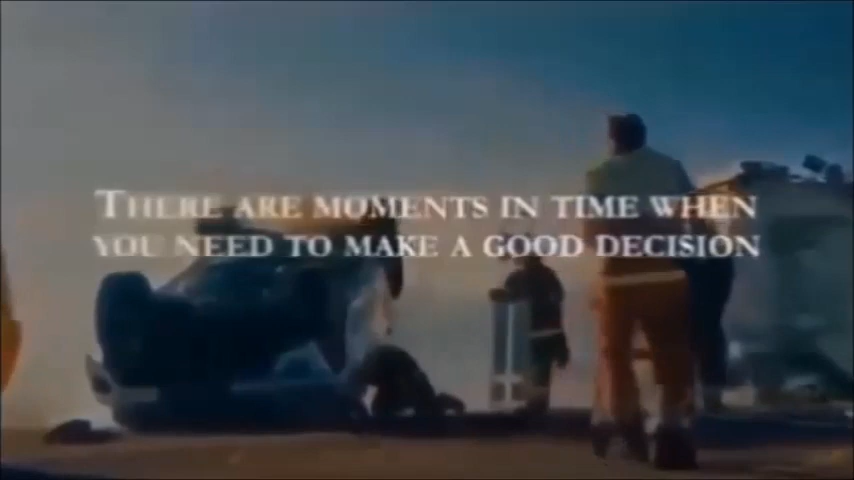 THERE ARE MOMENTS IN TIME WHEN
YOU NEED TO MAKE A GOOD DECISION